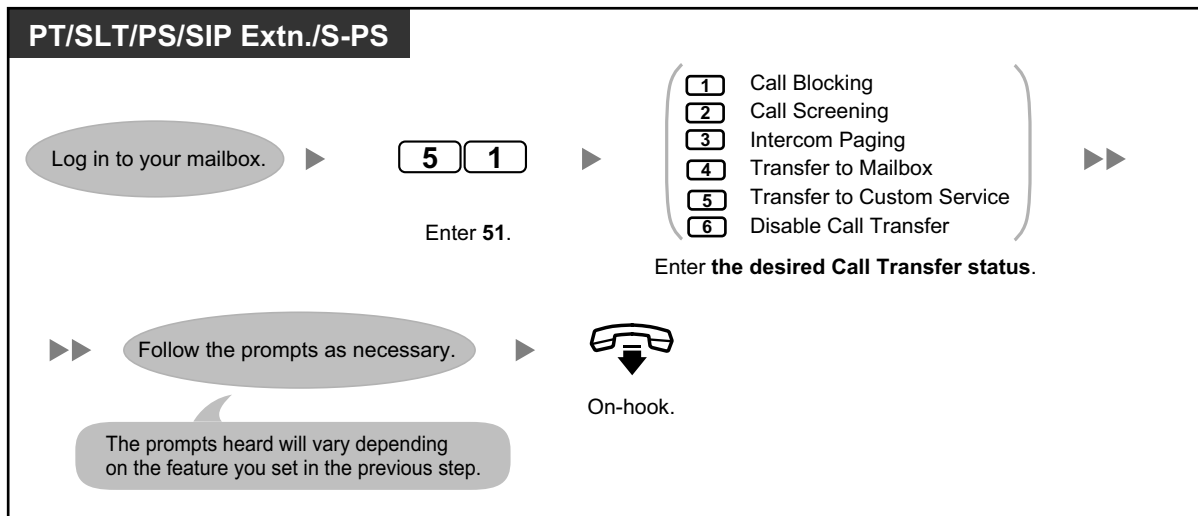 PT/SLT/PS/SIP Extn./S-PS
Log in to your mailbox.
5 1
Enter 51.
1 Call Blocking
2 Call Screening
3 Intercom Paging
4 Transfer to Mailbox
5 Transfer to Custom Service
6 Disable Call Transfer
Enter the desired Call Transfer status.
Follow the prompts as necessary.
The prompts heard will vary depending
on the feature you set in the previous step.
On-hook.